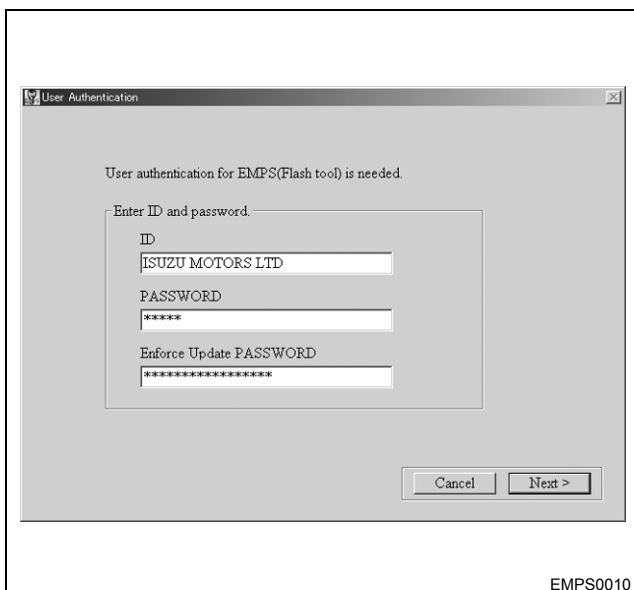 User Authentication
User authentication for EMPS(Flash tool) is needed.
Enter ID and password.
ID
ISUZU MOTORS LTD
PASSWORD
*****
Enforce Update PASSWORD
*****************
Cancel
Next >
EMPS0010